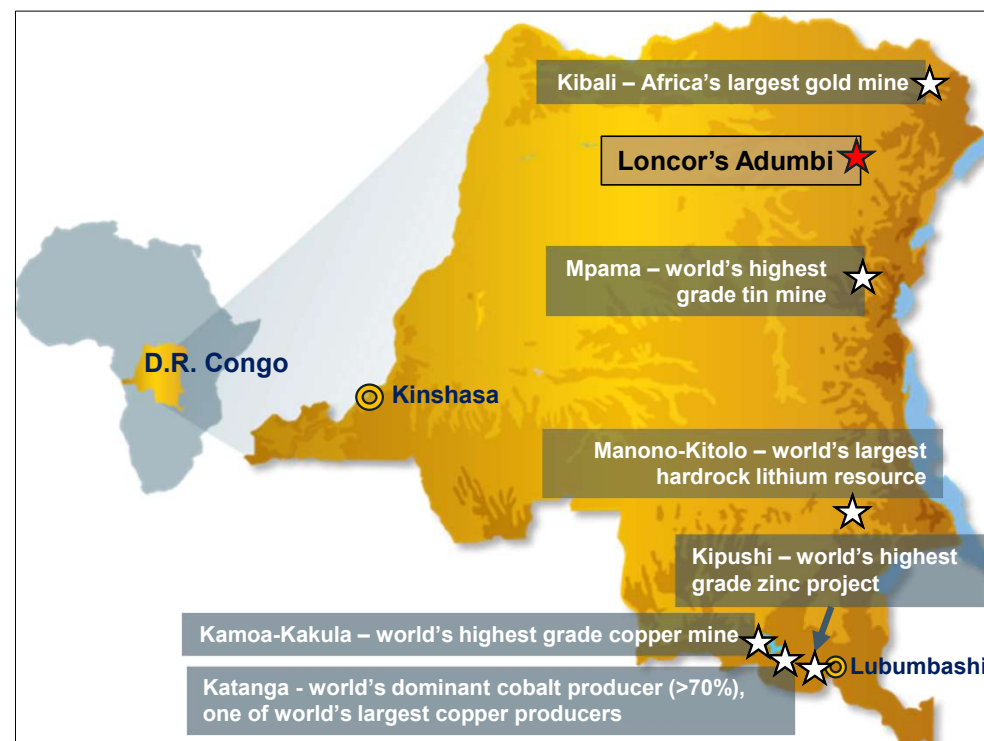 Kibali – Africa's largest gold mine
Loncor's Adumbi
Mpama – world's highest
grade tin mine
D.R. Congo
Kinshasa
Manono-Kitolo – world's largest
hardrock lithium resource
Kipushi – world's highest
grade zinc project
Kamoa-Kakula – world's highest grade copper mine
Lubumbashi
Katanga - world's dominant cobalt producer (>70%),
one of world's largest copper producers